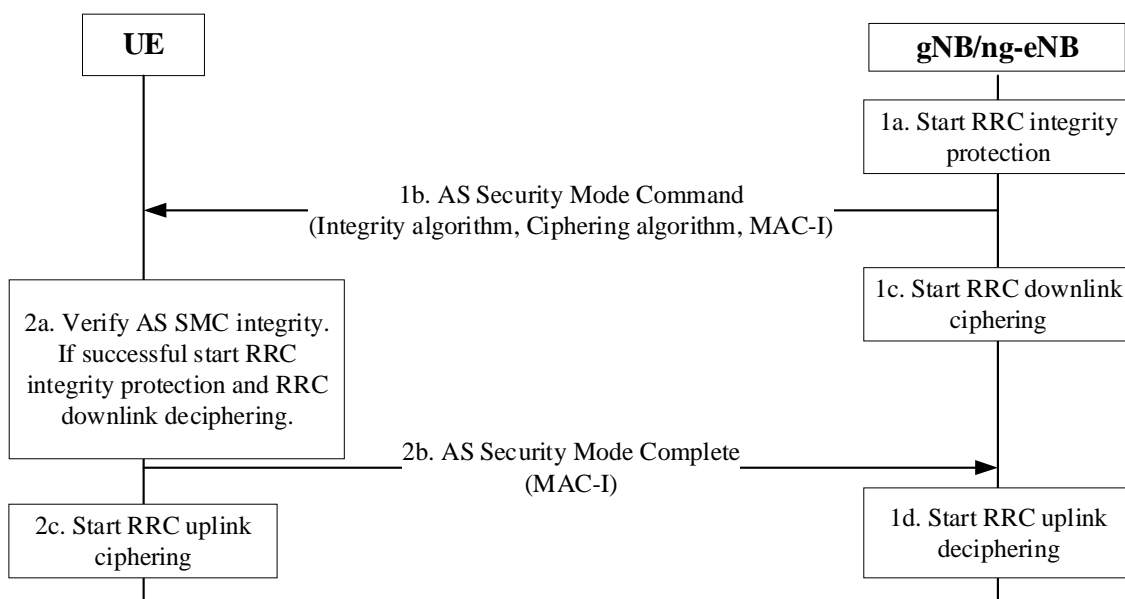 UE
gNB/ng-eNB
1a. Start RRC integrity
protection
1b. AS Security Mode Command
(Integrity algorithm, Ciphering algorithm, MAC-I)
1c. Start RRC downlink
ciphering
2a. Verify AS SMC integrity.
If successful start RRC
integrity protection and RRC
downlink deciphering.
2b. AS Security Mode Complete
(MAC-I)
2c. Start RRC uplink
ciphering
1d. Start RRC uplink
deciphering